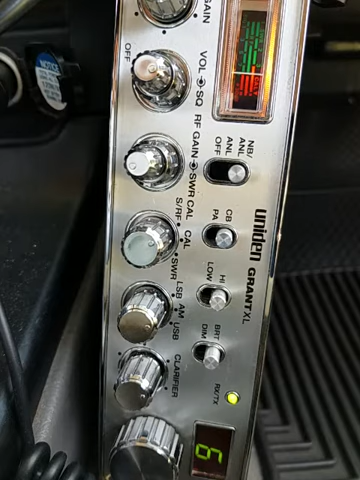 uniden GRANT XL
NB/
ANL
ANL
OFF
CB
PA
HI
LOW
BRT
DIM
RX/TX
GAIN
VOL SQ
OFF
RF GAIN SWR CAL
CAL
S/RF SWR
AM
LSB USB
CLARIFIER